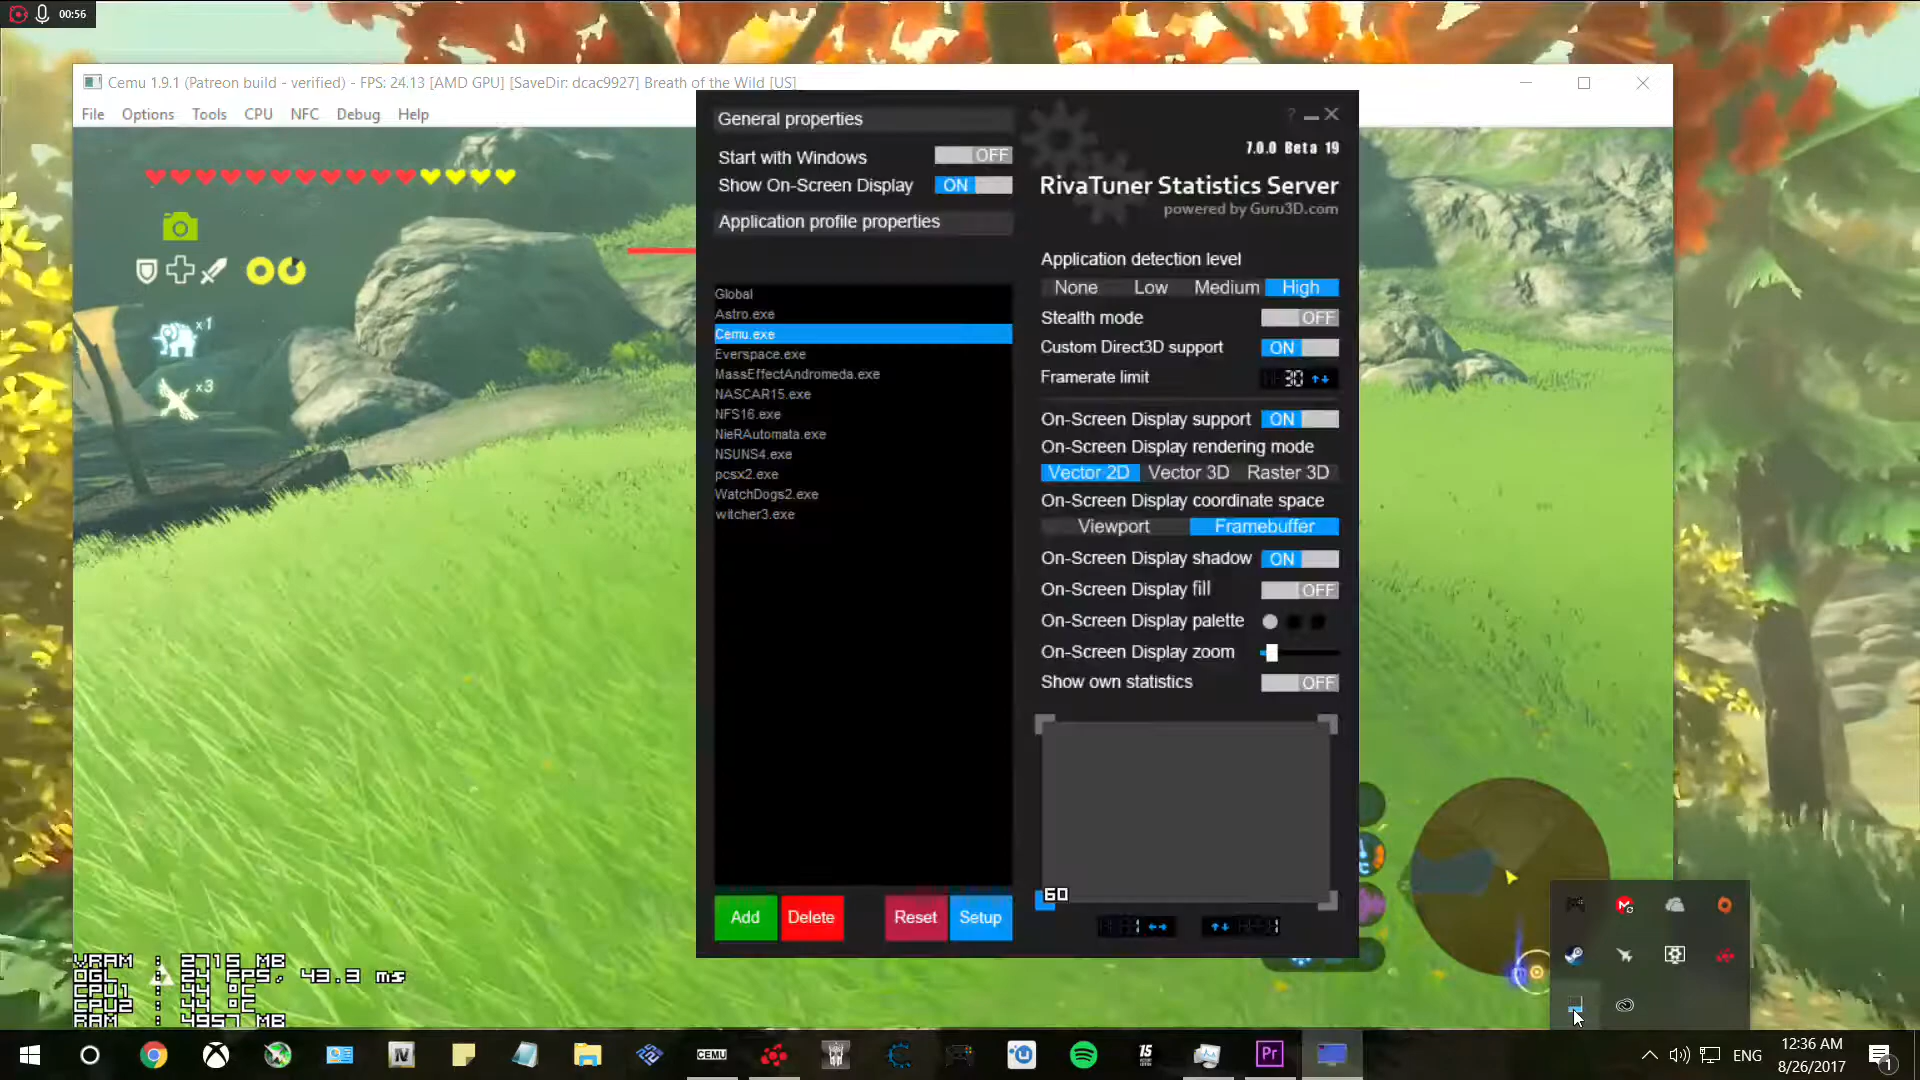 00:56
Cemu 1.9.1 (Patreon build - verified) - FPS: 24.13 [AMD GPU] [SaveDir: dcac9927] Breath of the Wild [US]
File Options Tools CPU NFC Debug Help
x1
x3
General properties
Start with Windows OFF
Show On-Screen Display ON
Application profile properties
Global
Astro.exe
Cemu.exe
Everspace.exe
MassEffectAndromeda.exe
NASCAR15.exe
NFS16.exe
NieRAutomata.exe
NSUNS4.exe
pcsx2.exe
WatchDogs2.exe
witcher3.exe
Add Delete Reset Setup
?
7.0.0 Beta 19
RivaTuner Statistics Server
powered by Guru3D.com
Application detection level
None Low Medium High
Stealth mode OFF
Custom Direct3D support ON
Framerate limit 30
On-Screen Display support ON
On-Screen Display rendering mode
Vector 2D Vector 3D Raster 3D
On-Screen Display coordinate space
Viewport Framebuffer
On-Screen Display shadow ON
On-Screen Display fill OFF
On-Screen Display palette
On-Screen Display zoom
Show own statistics OFF
60
VRAM : 2715 MB
OGL : 24 FPS, 43.3 ms
CPU1 : 44 °C
CPU2 : 44 °C
RAM : 4957 MB
CEMU
IV
15
Pr
ENG
12:36 AM
8/26/2017
1